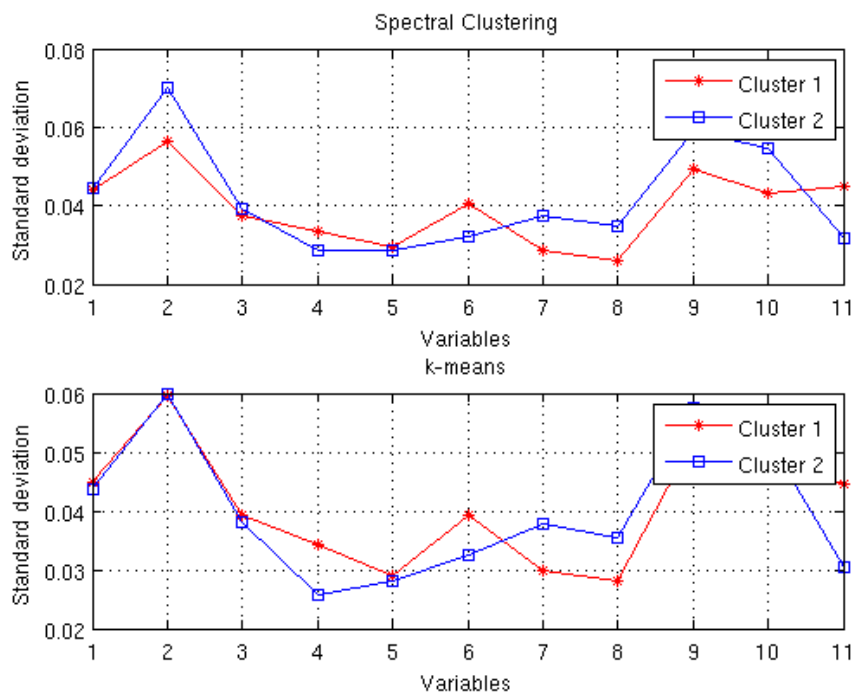 Spectral Clustering
Standard deviation
0.08
0.06
0.04
0.02
Cluster 1
Cluster 2
1 2 3 4 5 6 7 8 9 10 11
Variables
k-means
Standard deviation
0.06
0.05
0.04
0.03
0.02
Cluster 1
Cluster 2
1 2 3 4 5 6 7 8 9 10 11
Variables